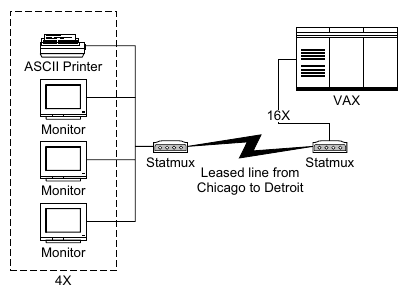 ASCII Printer
Monitor
Monitor
Monitor
4X
Statmux
Leased line from
Chicago to Detroit
Statmux
16X
VAX